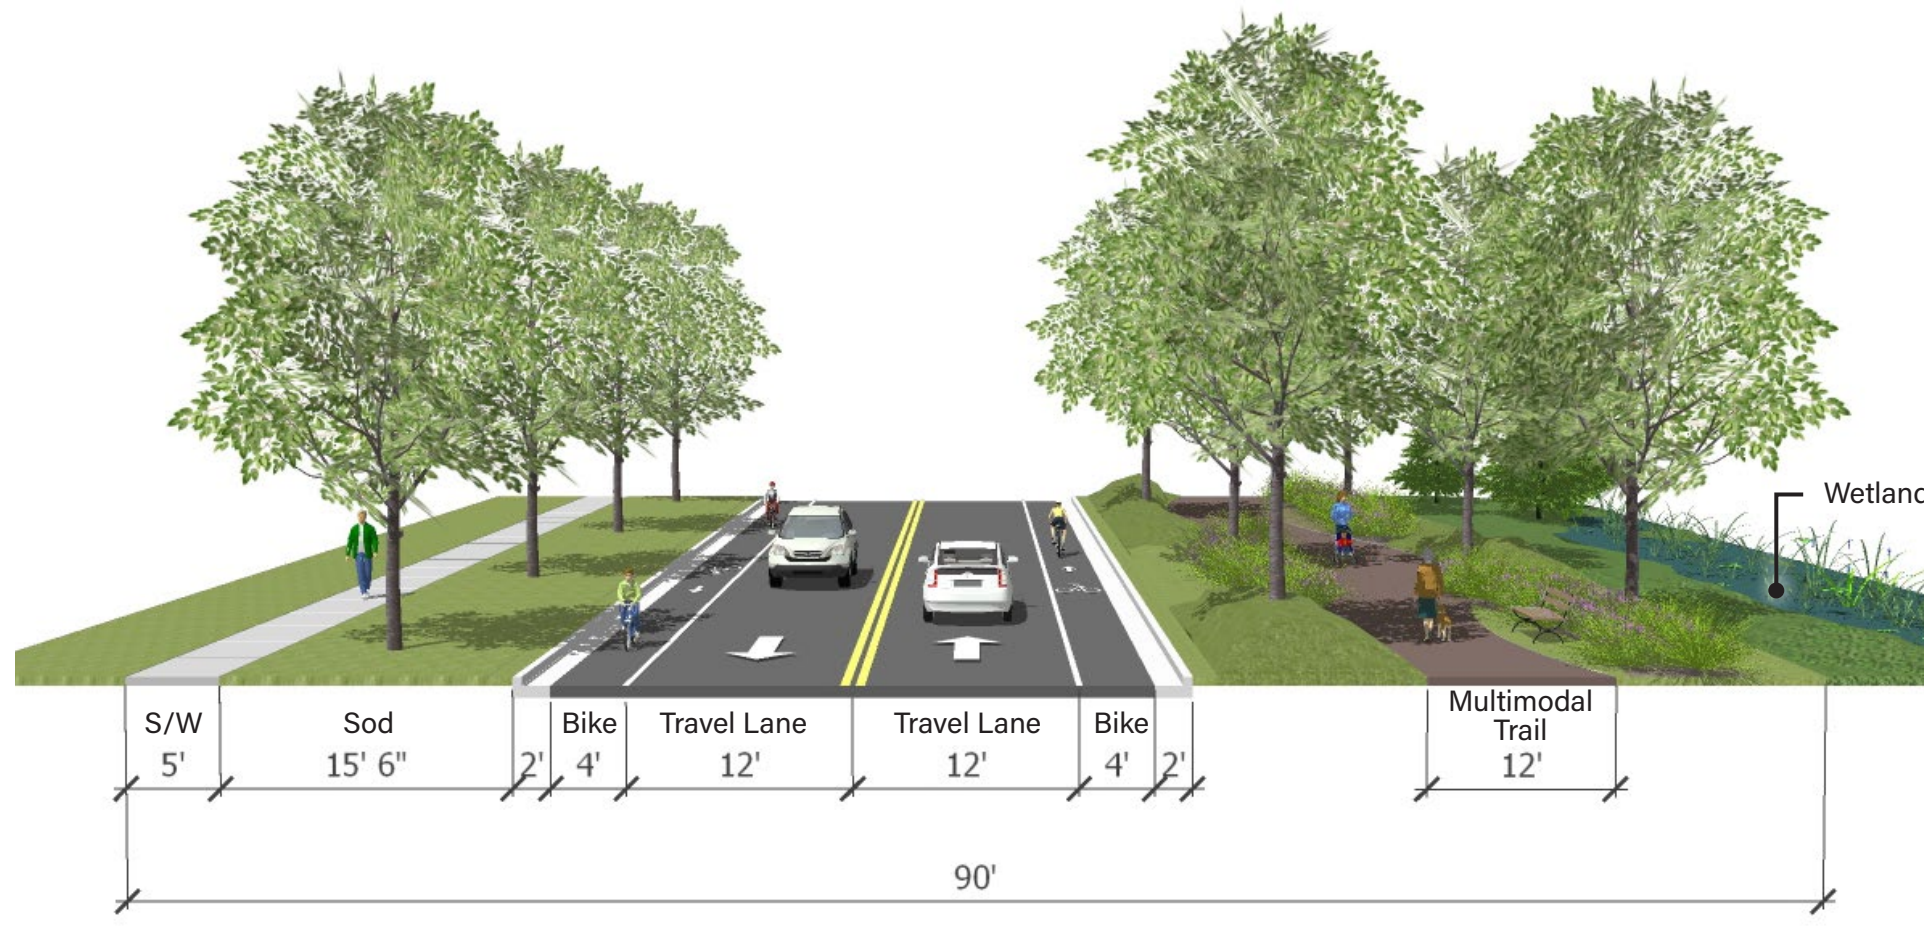 Wetland
S/W
Sod
Bike
Travel Lane
Travel Lane
Bike
Multimodal
Trail
5'
15' 6"
2'
4'
12'
12'
4'
2'
12'
90'